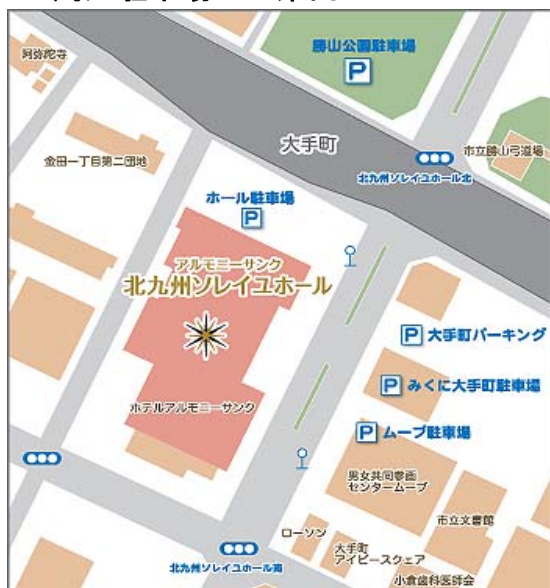 勝山公園駐車場
P
阿弥陀寺
大手町
市立勝山弓道場
金田一丁目第二団地
北九州ソレイユホール北
ホール駐車場
P
アルモニーサンク
北九州ソレイユホール
P 大手町パーキング
P みくに大手町駐車場
ホテルアルモニーサンク
P ムーブ駐車場
男女共同参画
センタームーブ
市立文書館
ローソン
大手町
アイピースクェア
北九州ソレイユホール南
小倉歯科医師会